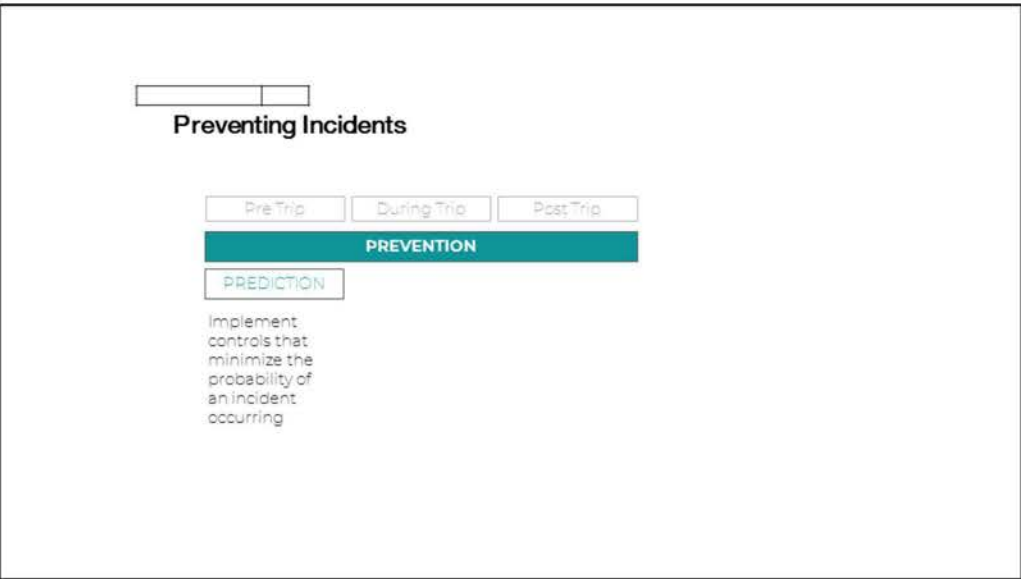 Preventing Incidents
Pre Trip During Trip Post Trip
PREVENTION
PREDICTION
Implement
controls that
minimize the
probability of
an incident
occurring